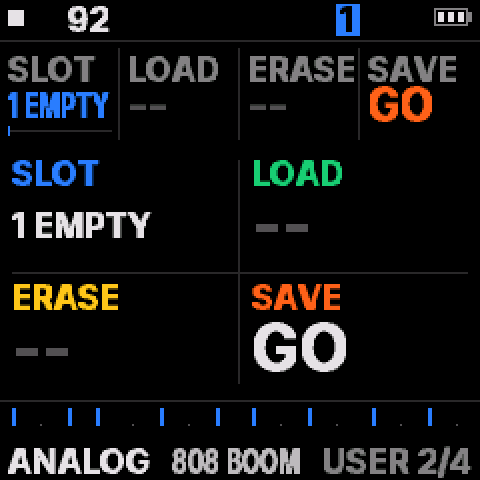 92 1
SLOT LOAD ERASE SAVE
1 EMPTY -- -- GO
SLOT LOAD
1 EMPTY --
ERASE SAVE
-- GO
ANALOG 808 BOOM USER 2/4